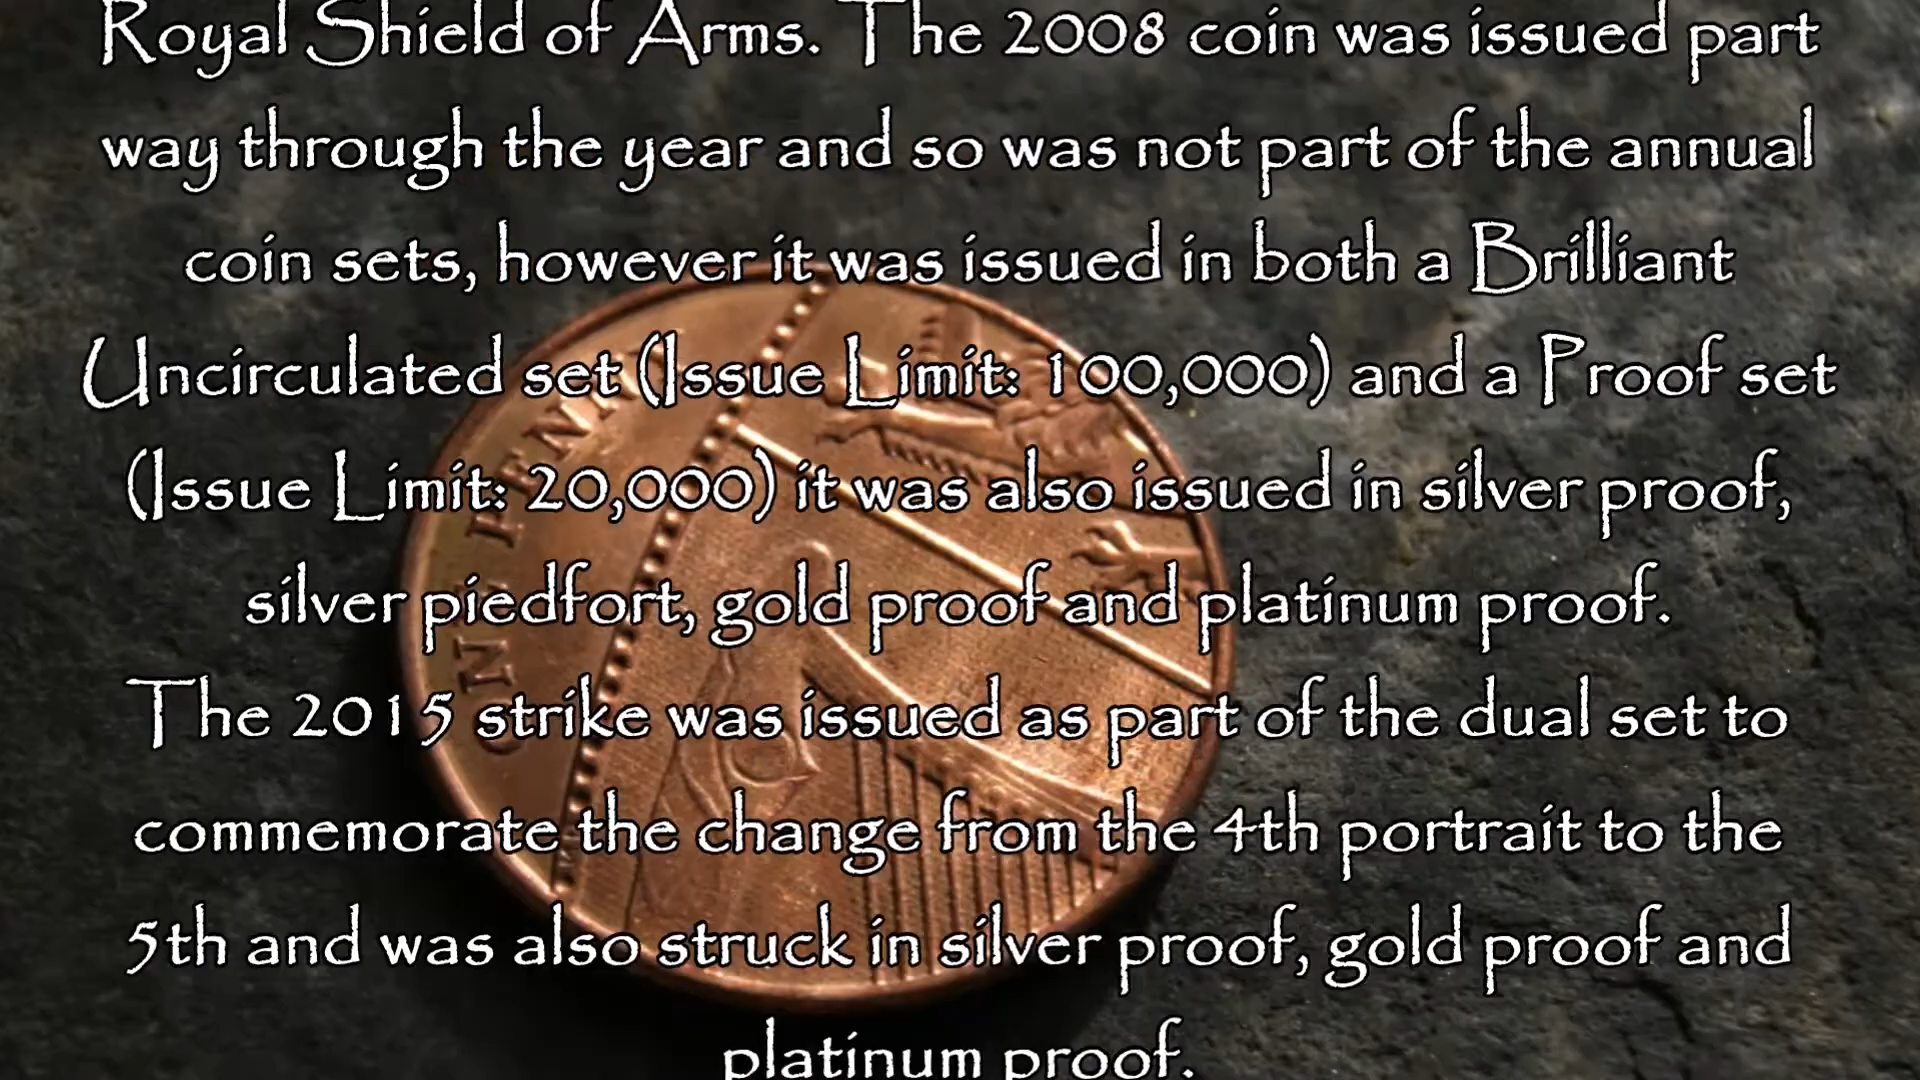 Royal Shield of Arms. The 2008 coin was issued part
way through the year and so was not part of the annual
coin sets, however it was issued in both a Brilliant
Uncirculated set (Issue Limit: 100,000) and a Proof set
(Issue Limit: 20,000) it was also issued in silver proof,
silver piedfort, gold proof and platinum proof.
The 2015 strike was issued as part of the dual set to
commemorate the change from the 4th portrait to the
5th and was also struck in silver proof, gold proof and
platinum proof.
ONE PENNY